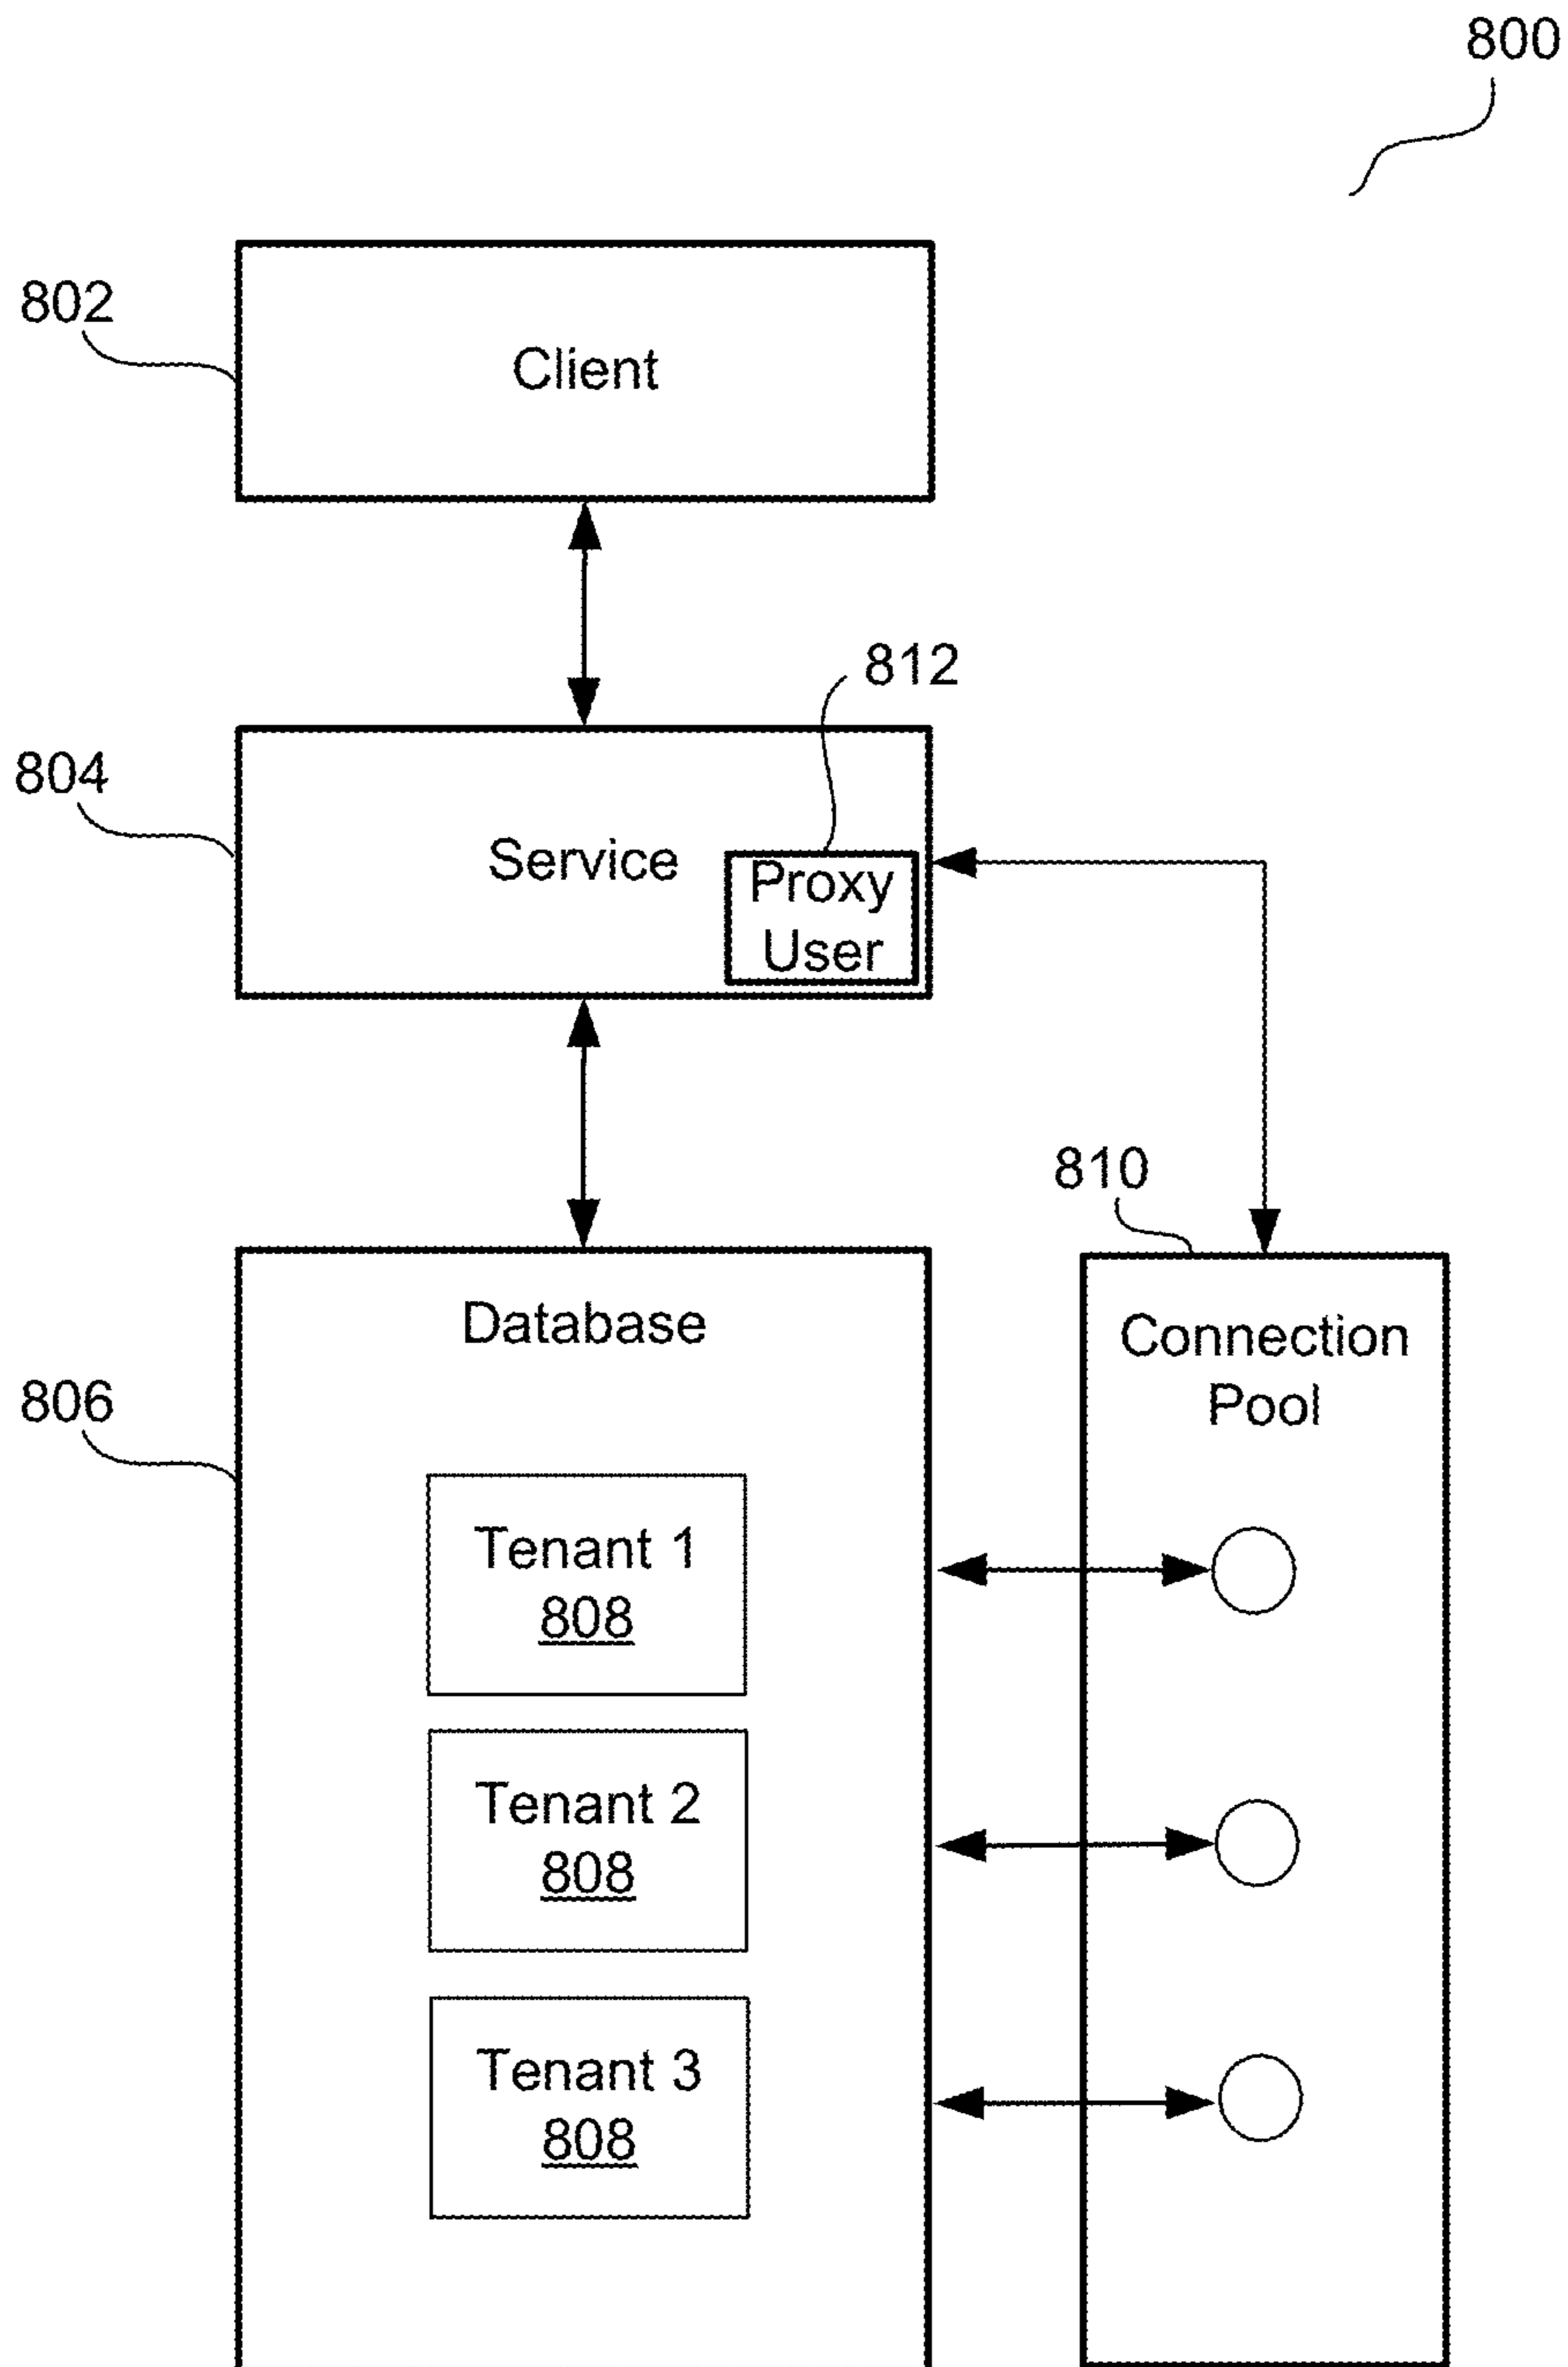 800
802
Client
812
804
Service
Proxy
User
810
Database
Connection
Pool
806
Tenant 1
808
Tenant 2
808
Tenant 3
808